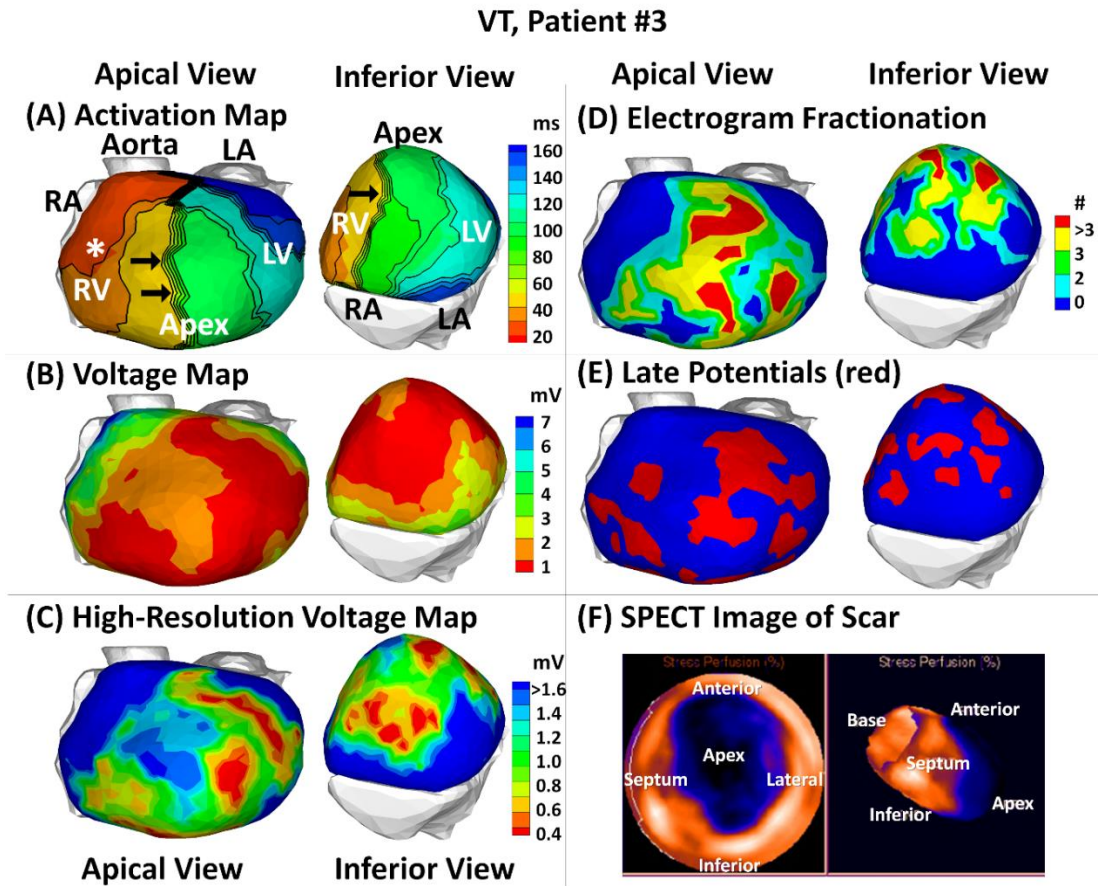 VT, Patient #3
Apical View
Inferior View
Apical View
Inferior View
(A) Activation Map
Aorta
LA
RA
*
RV
LV
Apex
Apex
RV
LV
RA
LA
ms
160
140
120
100
80
60
40
20
(D) Electrogram Fractionation
#
>3
3
2
0
(B) Voltage Map
mV
7
6
5
4
3
2
1
(E) Late Potentials (red)
(C) High-Resolution Voltage Map
mV
>1.6
1.4
1.2
1.0
0.8
0.6
0.4
Apical View
Inferior View
(F) SPECT Image of Scar
Stress Perfusion (%)
Anterior
Apex
Septum
Lateral
Inferior
Stress Perfusion (%)
Base
Anterior
Septum
Inferior
Apex